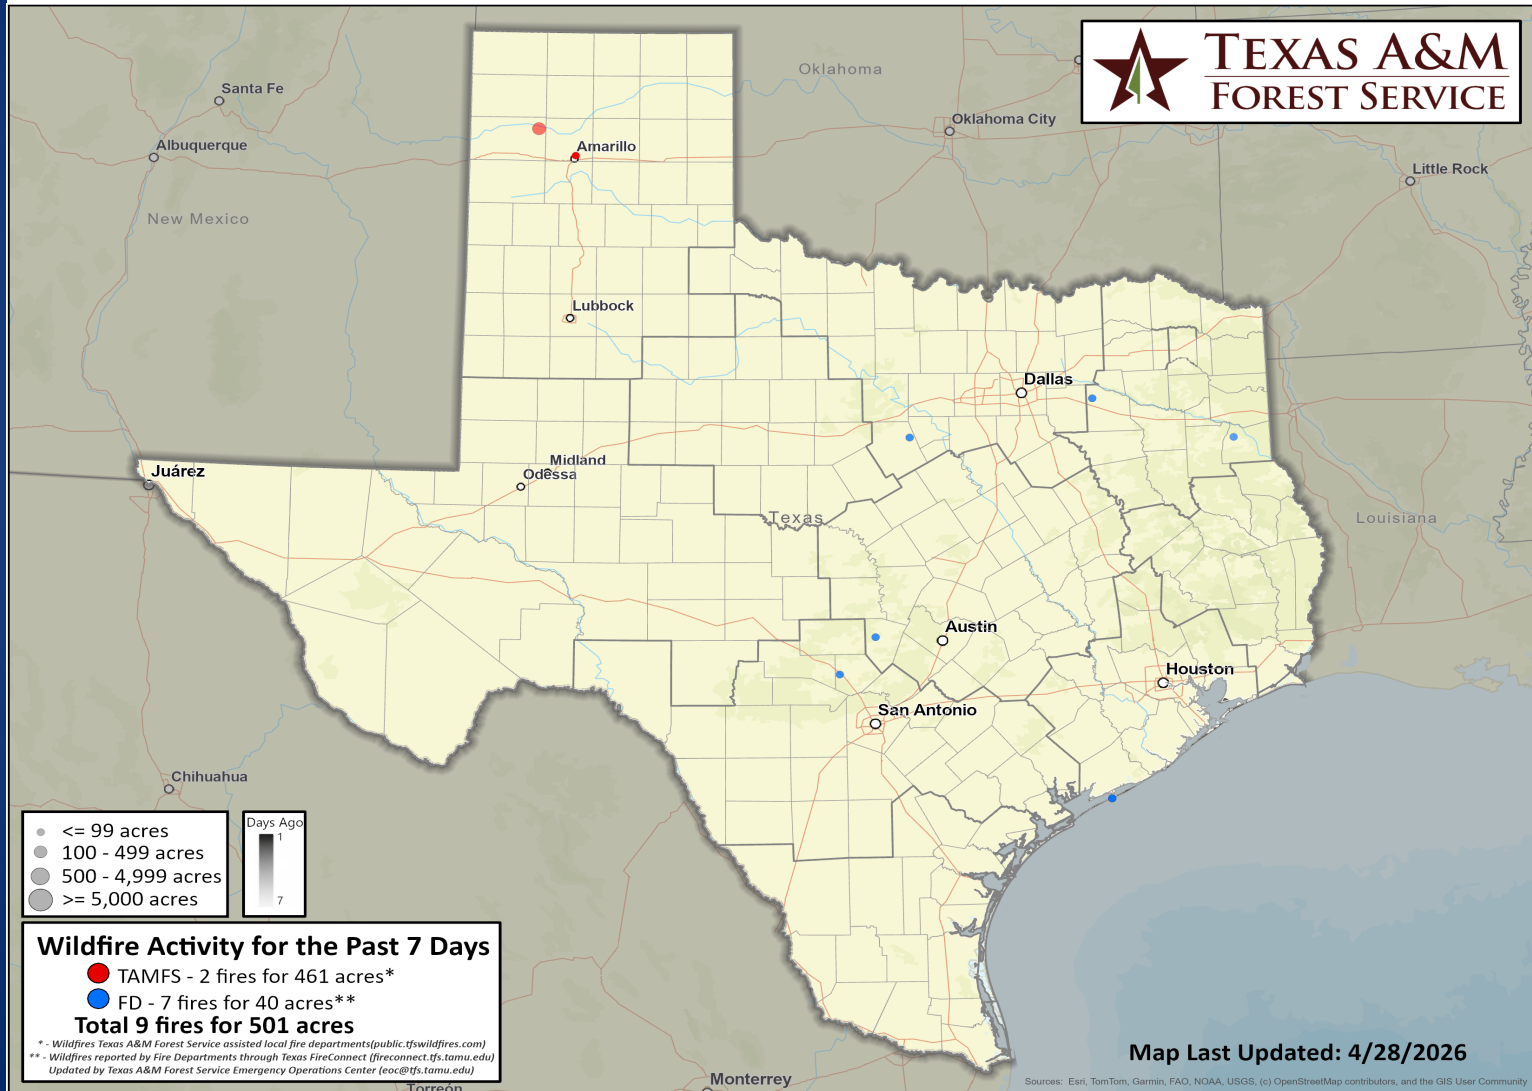 TEXAS A&M
FOREST SERVICE
Oklahoma
Santa Fe
Oklahoma City
Albuquerque
Amarillo
Little Rock
New Mexico
Lubbock
Dallas
Midland
Juárez
Odessa
Texas
Louisiana
Austin
Houston
San Antonio
Chihuahua
<= 99 acres
100 - 499 acres
500 - 4,999 acres
>= 5,000 acres
Days Ago
1
7
Wildfire Activity for the Past 7 Days
TAMFS - 2 fires for 461 acres*
FD - 7 fires for 40 acres**
Total 9 fires for 501 acres
* - Wildfires Texas A&M Forest Service assisted local fire departments(public.tfswildfires.com)
** - Wildfires reported by Fire Departments through Texas FireConnect (fireconnect.tfs.tamu.edu)
Updated by Texas A&M Forest Service Emergency Operations Center (eoc@tfs.tamu.edu)
Map Last Updated: 4/28/2026
Torreón
Monterrey
Sources: Esri, TomTom, Garmin, FAO, NOAA, USGS, (c) OpenStreetMap contributors, and the GIS User Community